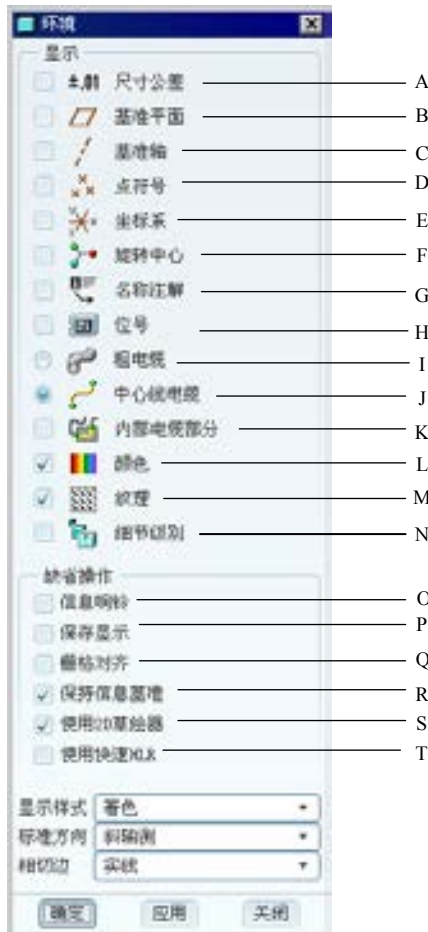 环境
显示
±.01 尺寸公差 A
基准平面 B
基准轴 C
点符号 D
坐标系 E
旋转中心 F
名称注解 G
位号 H
粗电缆 I
中心线电缆 J
内部电缆部分 K
颜色 L
纹理 M
细节级别 N
缺省操作
信息响铃 O
保存显示 P
栅格对齐 Q
保持信息基准 R
使用2D草绘器 S
使用快速HLR T
显示样式 着色
标准方向 斜轴测
相切边 实线
确定 应用 关闭